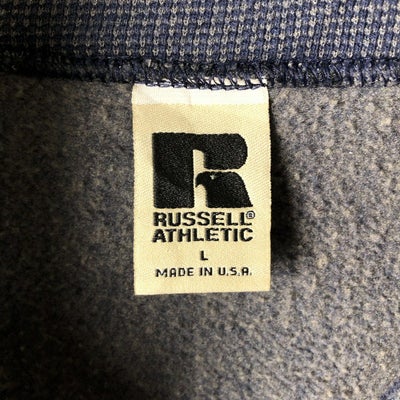 RUSSELL®
ATHLETIC
L
MADE IN U.S.A.